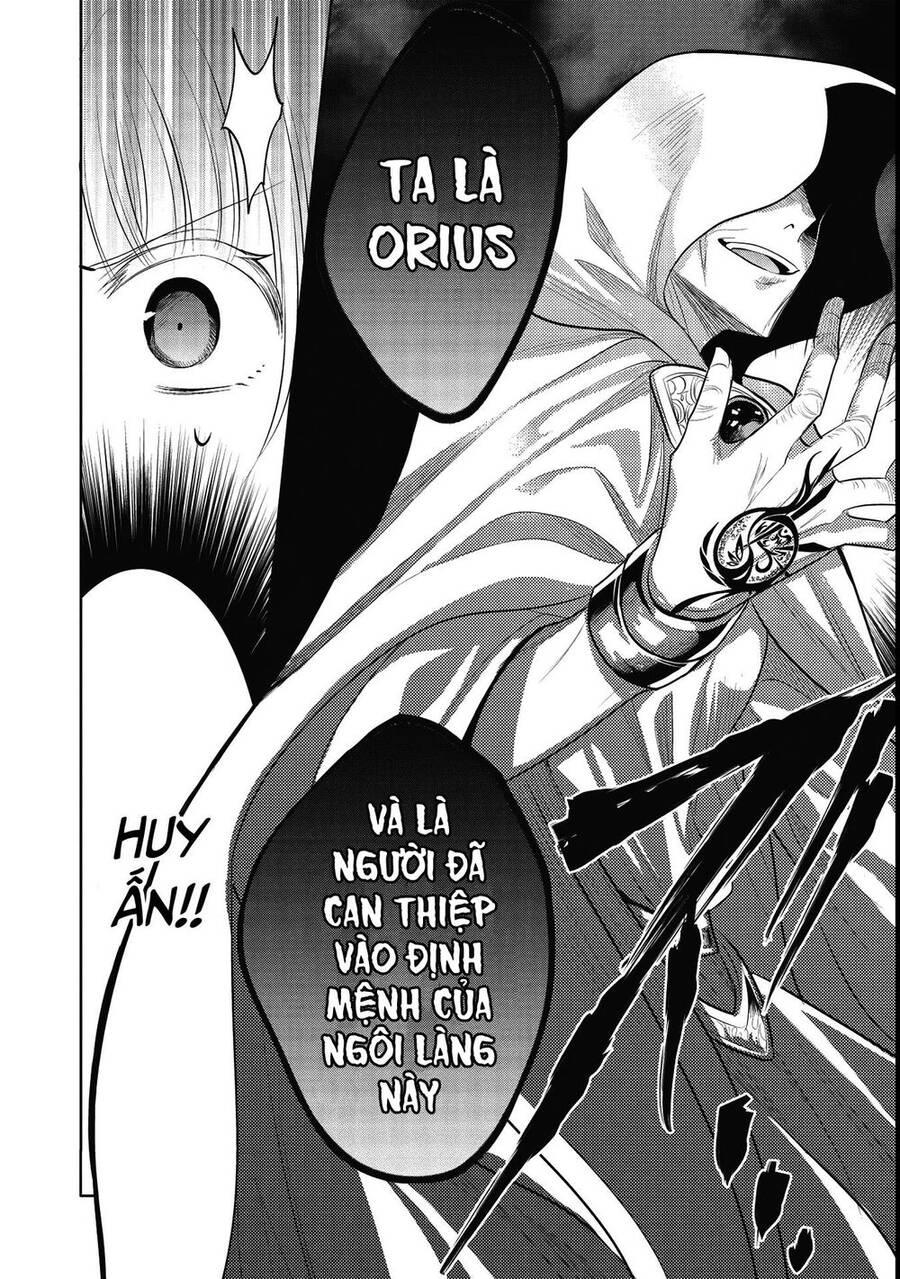 TA LÀ
ORIUS
VÀ LÀ
NGƯỜI ĐÃ
CAN THIỆP
VÀO ĐỊNH
MỆNH CỦA
NGÔI LÀNG
NÀY
HUY
ẤN!!